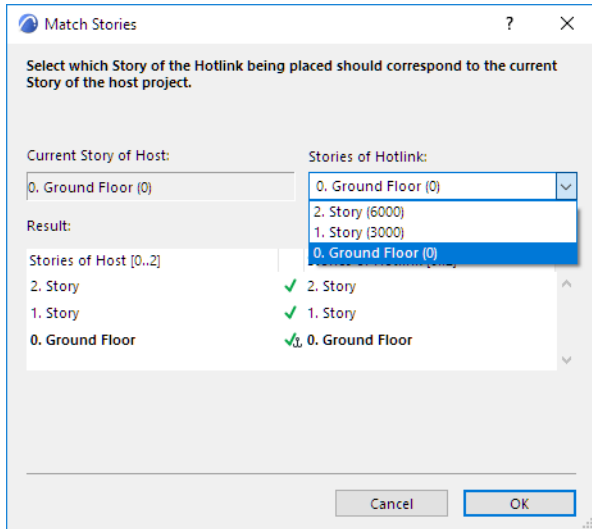 Match Stories
?
Select which Story of the Hotlink being placed should correspond to the current
Story of the host project.
Current Story of Host:
Stories of Hotlink:
0. Ground Floor (0)
0. Ground Floor (0)
2. Story (6000)
1. Story (3000)
0. Ground Floor (0)
Result:
Stories of Host [0..2]
2. Story
2. Story
1. Story
1. Story
0. Ground Floor
0. Ground Floor
Cancel
OK